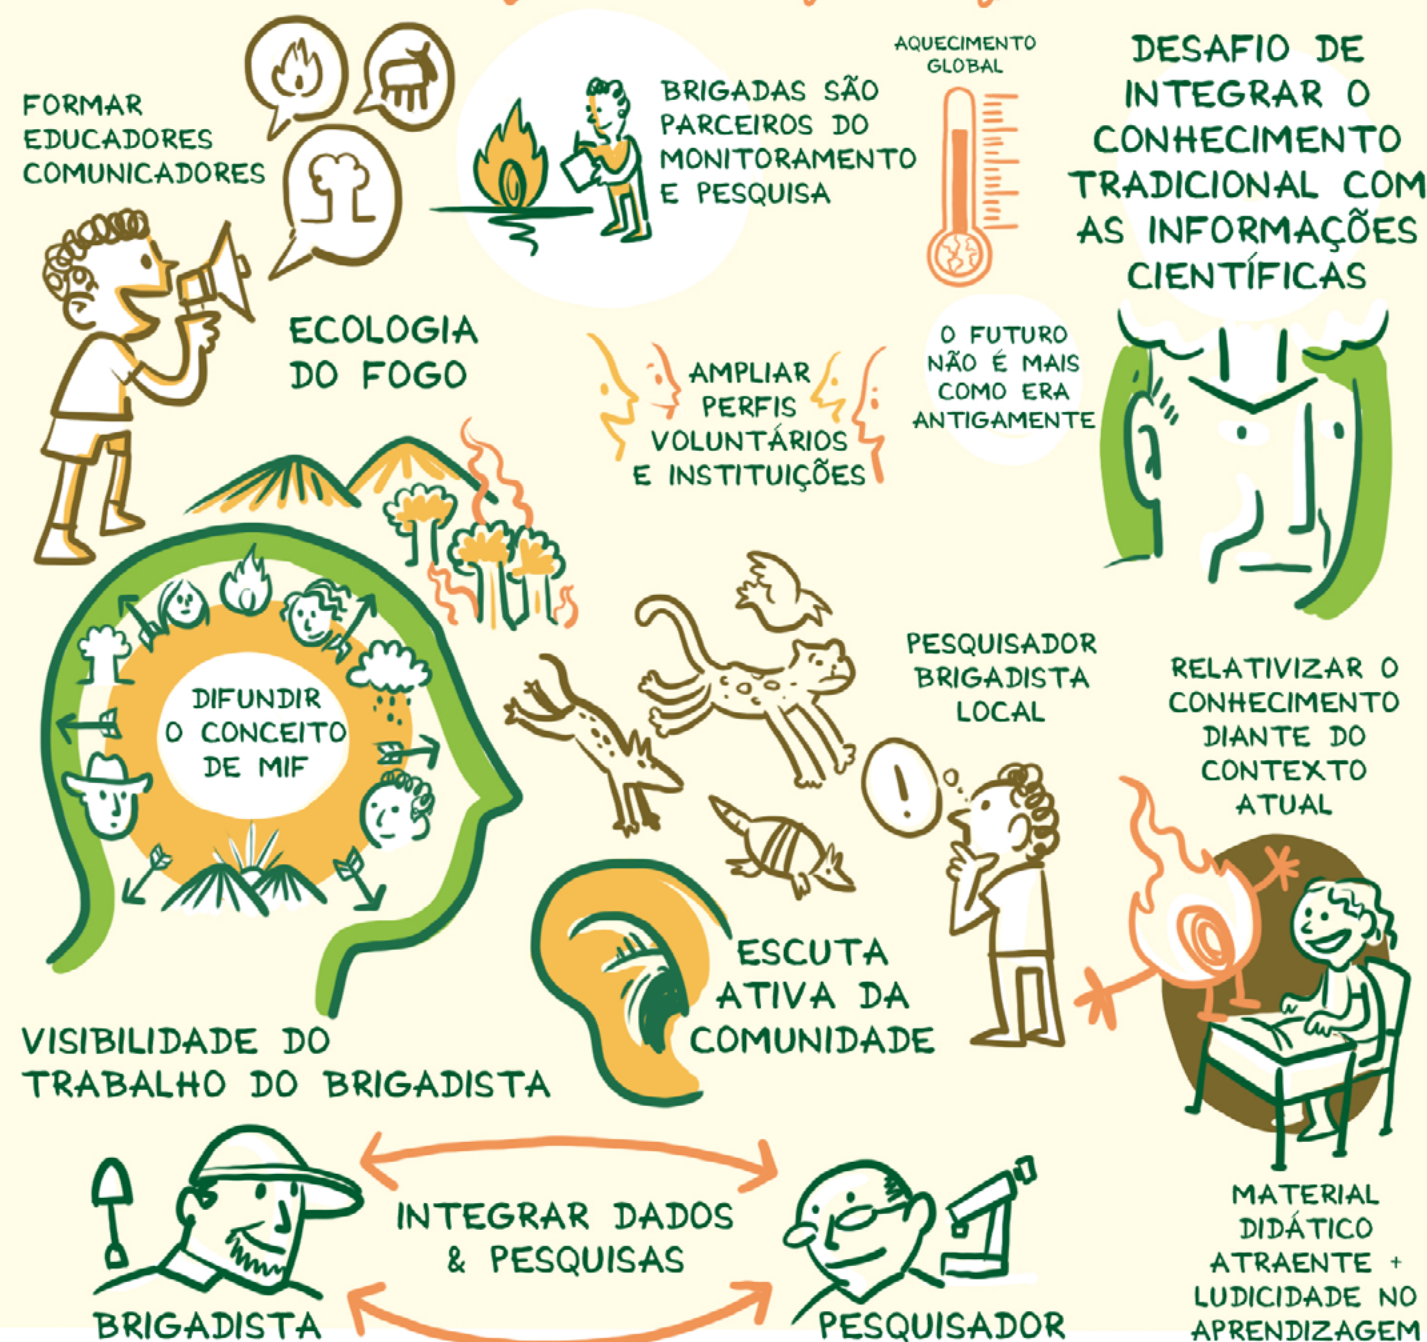 FORMAR
EDUCADORES
COMUNICADORES
BRIGADAS SÃO
PARCEIROS DO
MONITORAMENTO
E PESQUISA
AQUECIMENTO
GLOBAL
DESAFIO DE
INTEGRAR O
CONHECIMENTO
TRADICIONAL COM
AS INFORMAÇÕES
CIENTÍFICAS
ECOLOGIA
DO FOGO
AMPLIAR
PERFIS
VOLUNTÁRIOS
E INSTITUIÇÕES
O FUTURO
NÃO É MAIS
COMO ERA
ANTIGAMENTE
DIFUNDIR
O CONCEITO
DE MIF
PESQUISADOR
BRIGADISTA
LOCAL
!
RELATIVIZAR O
CONHECIMENTO
DIANTE DO
CONTEXTO
ATUAL
ESCUTA
ATIVA DA
COMUNIDADE
VISIBILIDADE DO
TRABALHO DO BRIGADISTA
INTEGRAR DADOS
& PESQUISAS
BRIGADISTA
PESQUISADOR
MATERIAL
DIDÁTICO
ATRAENTE +
LUDICIDADE NO
APRENDIZAGEM